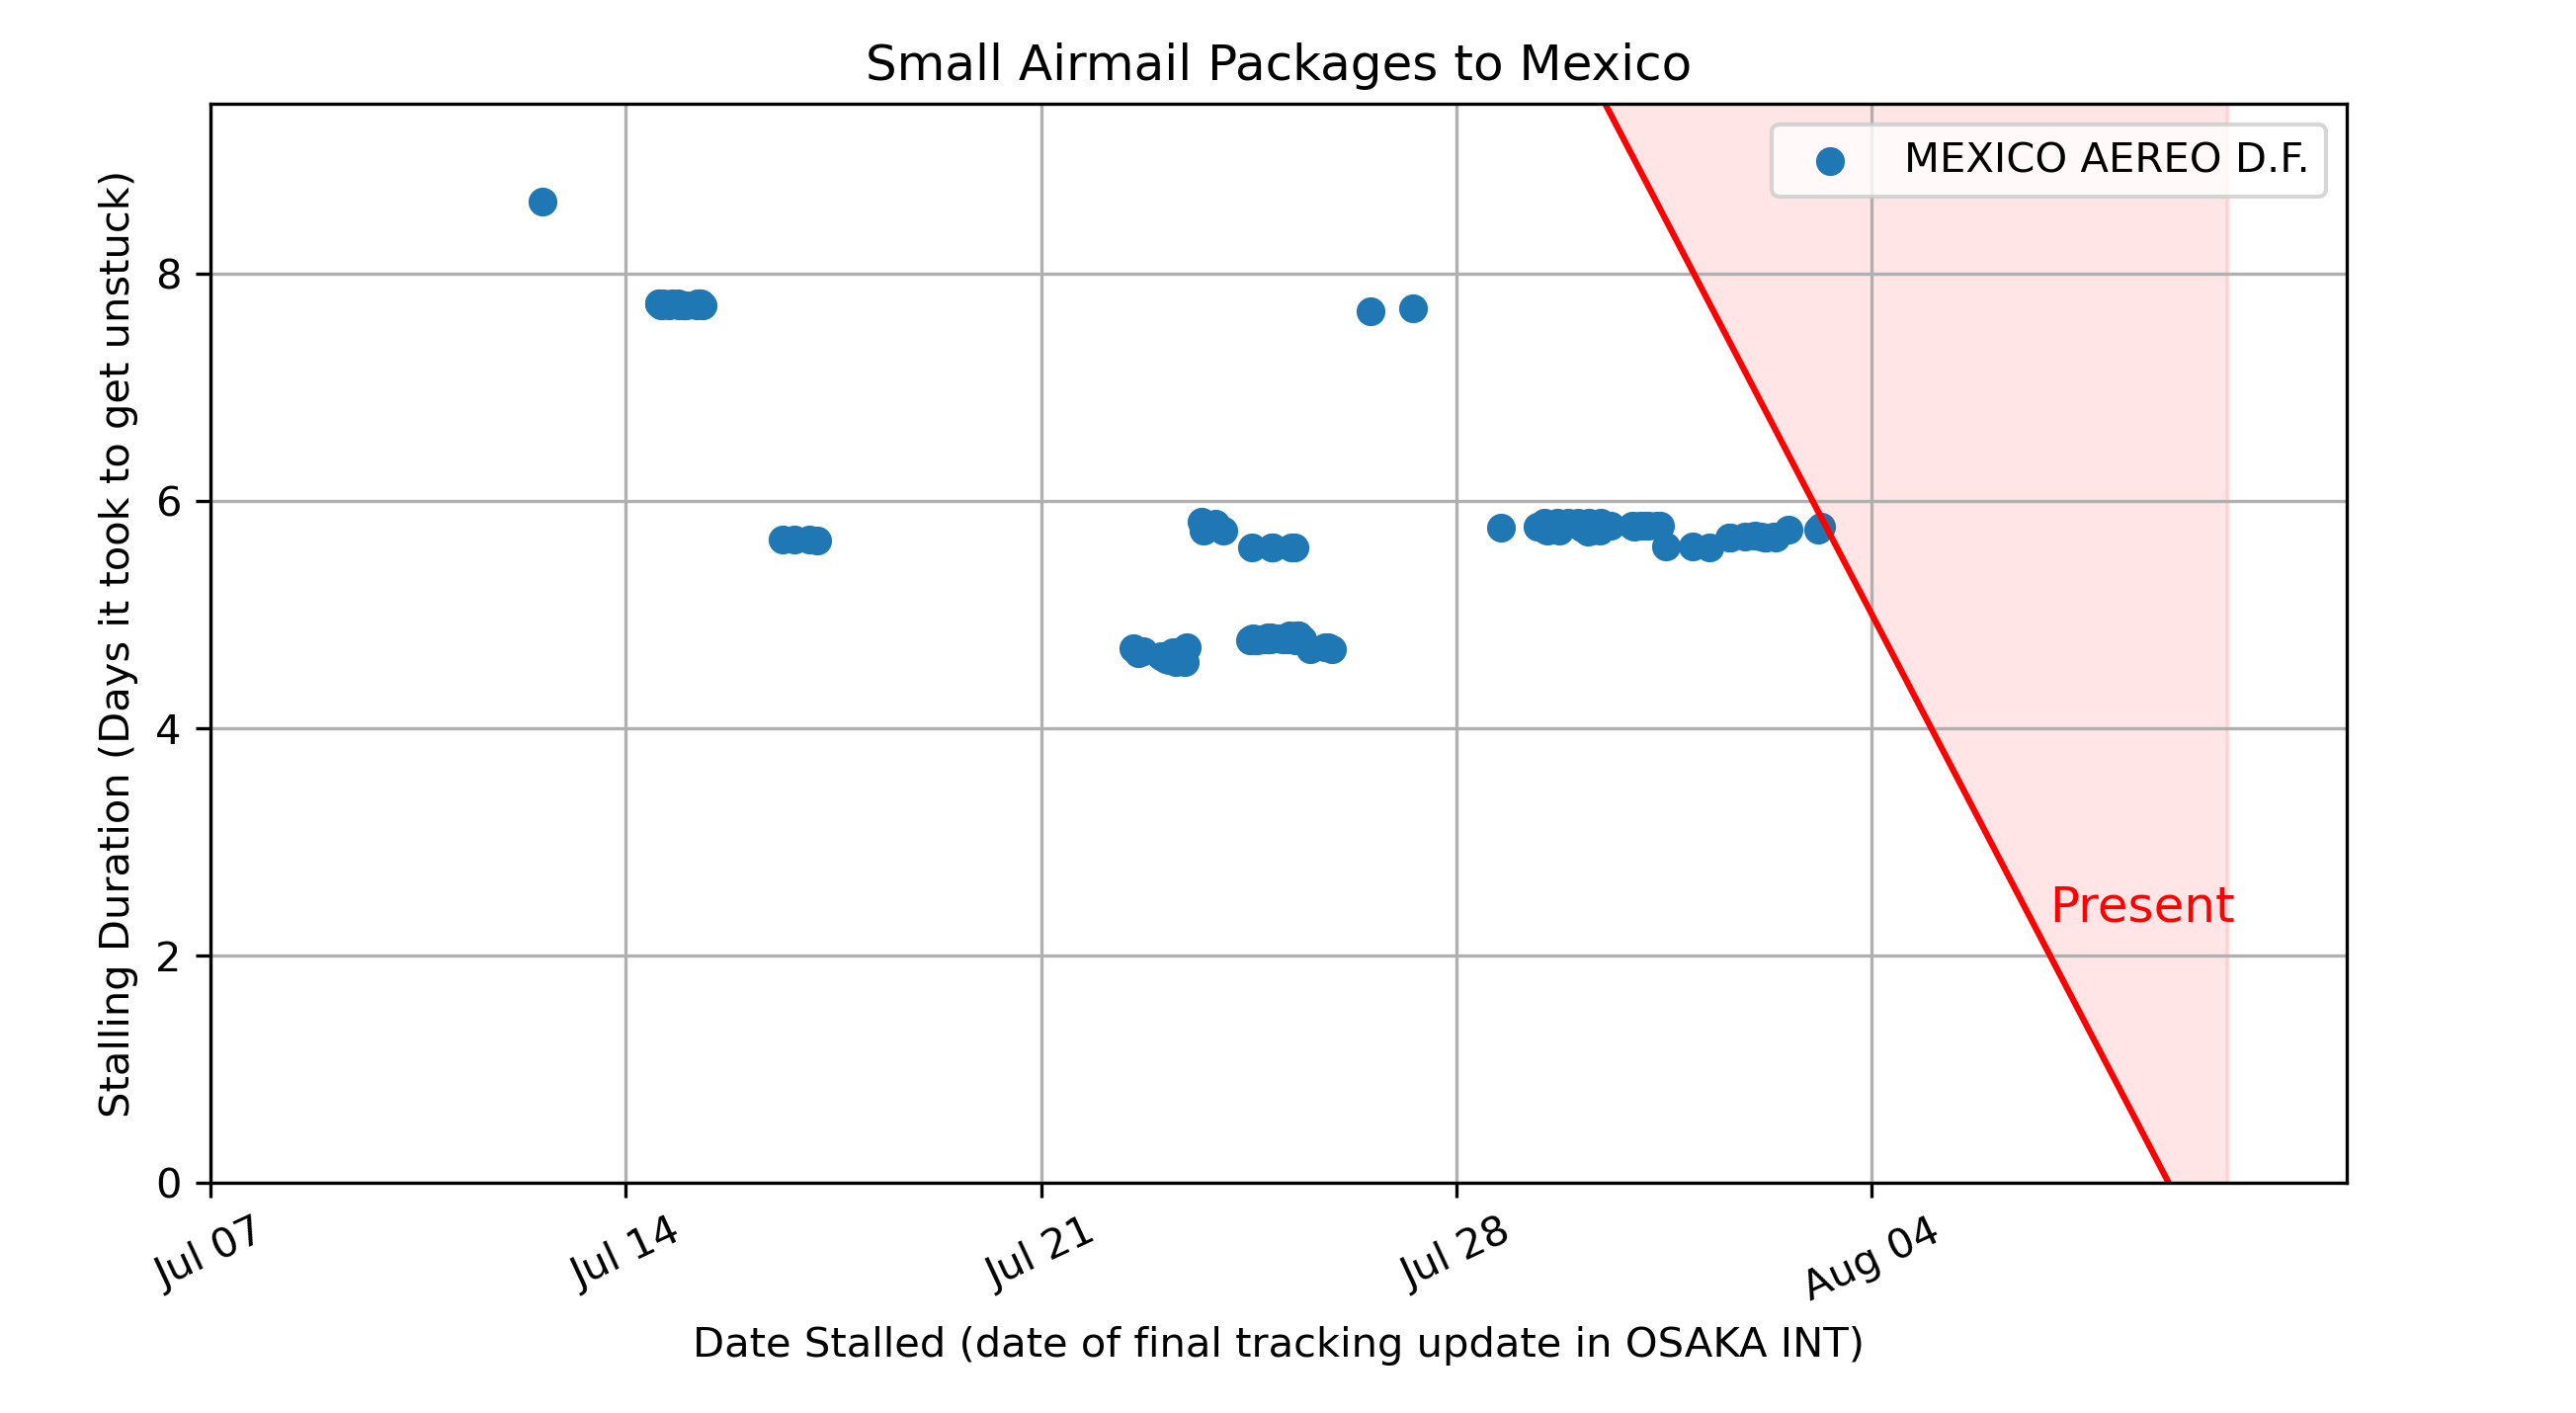 Small Airmail Packages to Mexico
MEXICO AEREO D.F.
Stalling Duration (Days it took to get unstuck)
8
6
4
2
0
Present
Jul 07
Jul 14
Jul 21
Jul 28
Aug 04
Date Stalled (date of final tracking update in OSAKA INT)